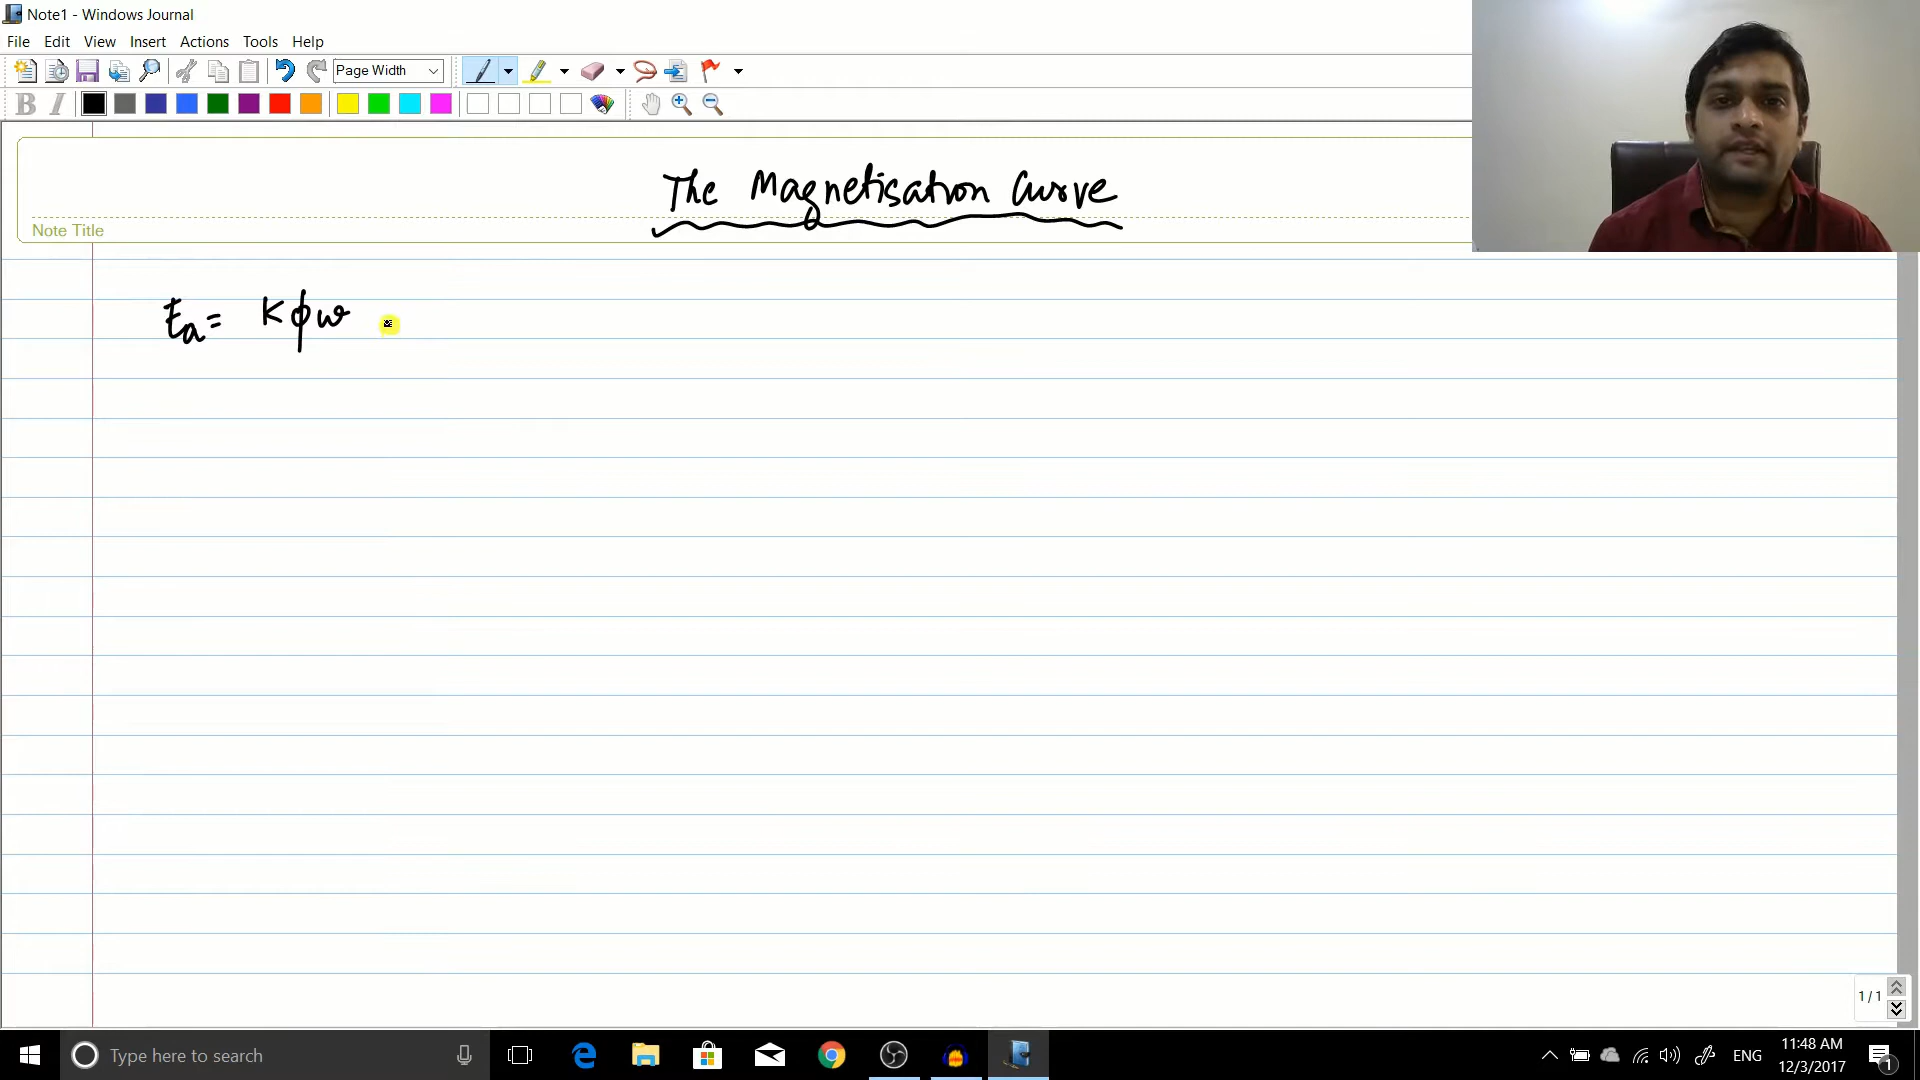 Note1 - Windows Journal
File Edit View Insert Actions Tools Help
Page Width
B I
The Magnetisation Curve
Note Title
Ea = Kϕω
1 / 1
Type here to search
ENG
11:48 AM
12/3/2017
1